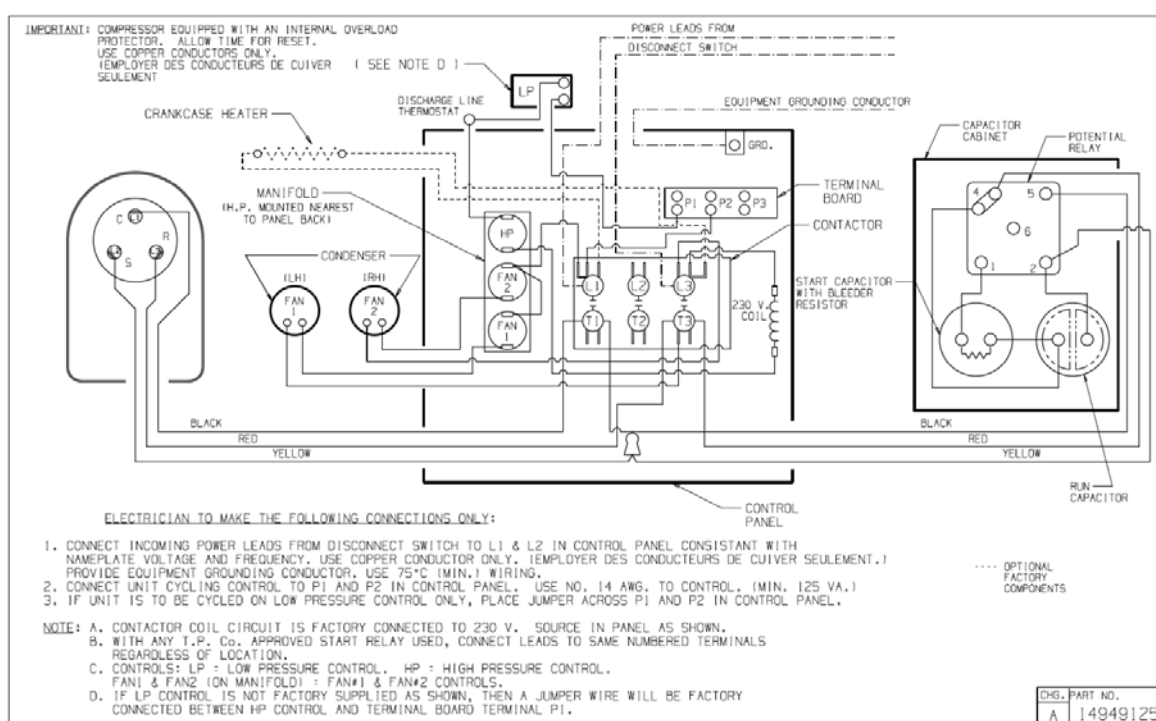 IMPORTANT: COMPRESSOR EQUIPPED WITH AN INTERNAL OVERLOAD
PROTECTOR. ALLOW TIME FOR RESET.
USE COPPER CONDUCTORS ONLY.
(EMPLOYER DES CONDUCTEURS DE CUIVER
SEULEMENT
( SEE NOTE D )
LP
POWER LEADS FROM
DISCONNECT SWITCH
DISCHARGE LINE
THERMOSTAT
EQUIPMENT GROUNDING CONDUCTOR
CRANKCASE HEATER
GRD.
CAPACITOR
CABINET
POTENTIAL
RELAY
MANIFOLD
(H.P. MOUNTED NEAREST
TO PANEL BACK)
TERMINAL
BOARD
P1 P2 P3
CONTACTOR
4 5
6
1 2
C
R
S
CONDENSER
(LH) (RH)
FAN
1
FAN
2
HP
FAN
2
FAN
1
L1 L2 L3
T1 T2 T3
230 V.
COIL
START CAPACITOR
WITH BLEEDER
RESISTOR
BLACK
RED
YELLOW
BLACK
RED
YELLOW
RUN
CAPACITOR
CONTROL
PANEL
ELECTRICIAN TO MAKE THE FOLLOWING CONNECTIONS ONLY:
1. CONNECT INCOMING POWER LEADS FROM DISCONNECT SWITCH TO L1 & L2 IN CONTROL PANEL CONSISTANT WITH
NAMEPLATE VOLTAGE AND FREQUENCY. USE COPPER CONDUCTOR ONLY. (EMPLOYER DES CONDUCTEURS DE CUIVER SEULEMENT.)
PROVIDE EQUIPMENT GROUNDING CONDUCTOR. USE 75°C (MIN.) WIRING.
2. CONNECT UNIT CYCLING CONTROL TO P1 AND P2 IN CONTROL PANEL. USE NO. 14 AWG. TO CONTROL. (MIN. 125 VA.)
3. IF UNIT IS TO BE CYCLED ON LOW PRESSURE CONTROL ONLY, PLACE JUMPER ACROSS P1 AND P2 IN CONTROL PANEL.
---- OPTIONAL
FACTORY
COMPONENTS
NOTE: A. CONTACTOR COIL CIRCUIT IS FACTORY CONNECTED TO 230 V. SOURCE IN PANEL AS SHOWN.
B. WITH ANY T.P. Co. APPROVED START RELAY USED, CONNECT LEADS TO SAME NUMBERED TERMINALS
REGARDLESS OF LOCATION.
C. CONTROLS: LP = LOW PRESSURE CONTROL. HP = HIGH PRESSURE CONTROL.
FAN1 & FAN2 (ON MANIFOLD) = FAN#1 & FAN#2 CONTROLS.
D. IF LP CONTROL IS NOT FACTORY SUPPLIED AS SHOWN, THEN A JUMPER WIRE WILL BE FACTORY
CONNECTED BETWEEN HP CONTROL AND TERMINAL BOARD TERMINAL P1.
CHG. PART NO.
A 14949125